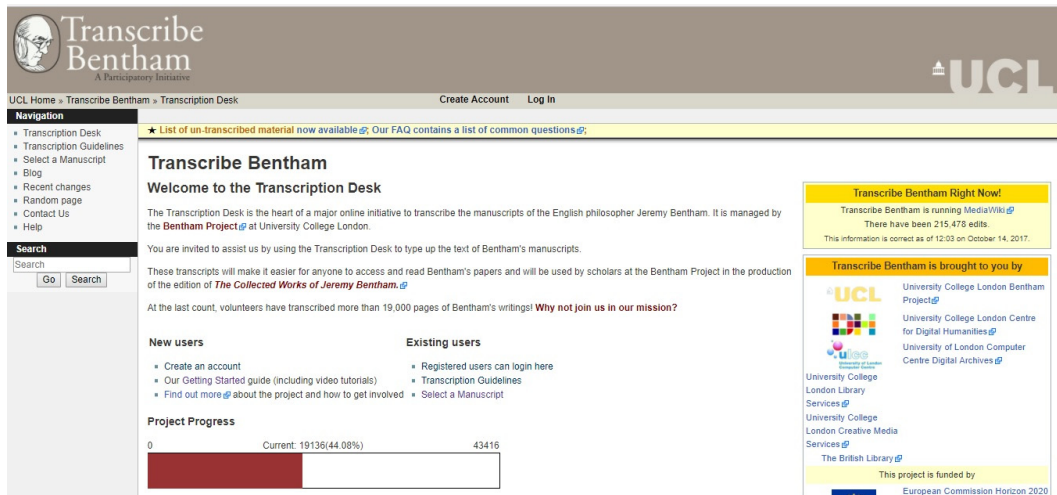 Transcribe
Bentham
A Participatory Initiative
UCL
UCL Home » Transcribe Bentham » Transcription Desk
Create Account Log In
Navigation
Transcription Desk
Transcription Guidelines
Select a Manuscript
Blog
Recent changes
Random page
Contact Us
Help
Search
Search
Go Search
★ List of un-transcribed material now available; Our FAQ contains a list of common questions;
Transcribe Bentham
Welcome to the Transcription Desk
The Transcription Desk is the heart of a major online initiative to transcribe the manuscripts of the English philosopher Jeremy Bentham. It is managed by
the Bentham Project at University College London.
You are invited to assist us by using the Transcription Desk to type up the text of Bentham's manuscripts.
These transcripts will make it easier for anyone to access and read Bentham's papers and will be used by scholars at the Bentham Project in the production
of the edition of The Collected Works of Jeremy Bentham.
At the last count, volunteers have transcribed more than 19,000 pages of Bentham's writings! Why not join us in our mission?
New users
Create an account
Our Getting Started guide (including video tutorials)
Find out more about the project and how to get involved
Existing users
Registered users can login here
Transcription Guidelines
Select a Manuscript
Project Progress
0 Current: 19136(44.08%) 43416
Transcribe Bentham Right Now!
Transcribe Bentham is running MediaWiki
There have been 215,478 edits.
This information is correct as of 12:03 on October 14, 2017.
Transcribe Bentham is brought to you by
UCL
University College London Bentham
Project
DH
University College London Centre
for Digital Humanities
ulcc
University of London
Computer Centre
University of London Computer
Centre Digital Archives
University College
London Library
Services
University College
London Creative Media
Services
The British Library
This project is funded by
European Commission Horizon 2020